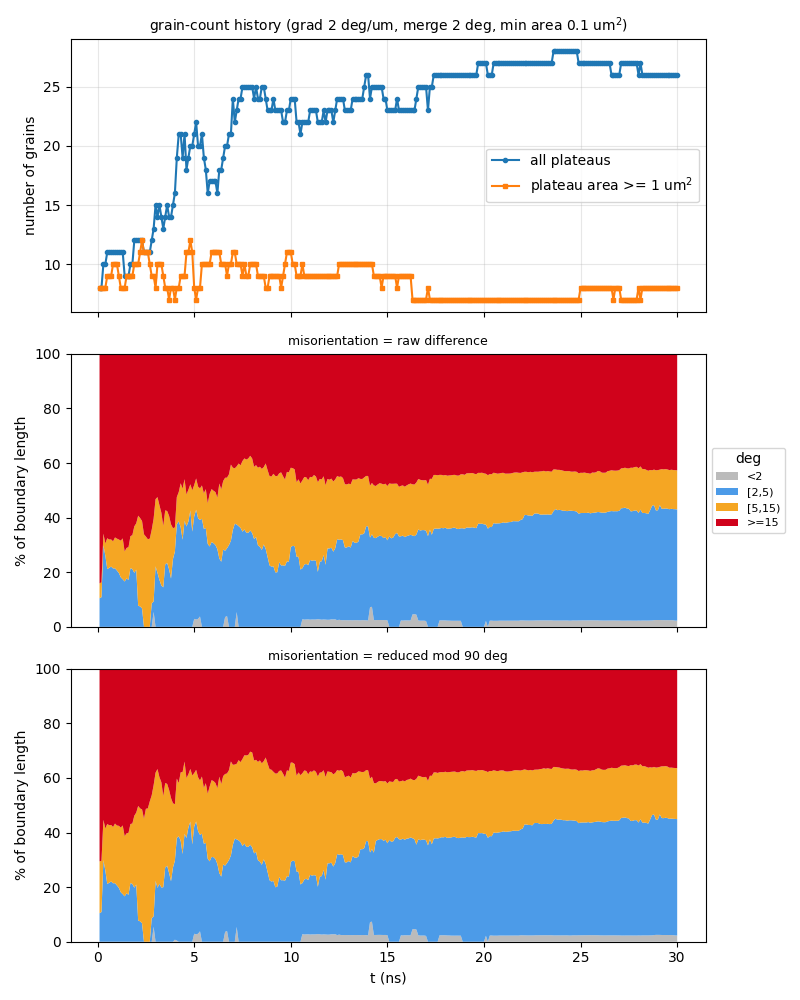 grain-count history (grad 2 deg/um, merge 2 deg, min area 0.1 um²)
number of grains
25
20
15
10
all plateaus
plateau area >= 1 um²
misorientation = raw difference
% of boundary length
100
80
60
40
20
0
deg
<2
[2,5)
[5,15)
>=15
misorientation = reduced mod 90 deg
% of boundary length
100
80
60
40
20
0
0 5 10 15 20 25 30
t (ns)